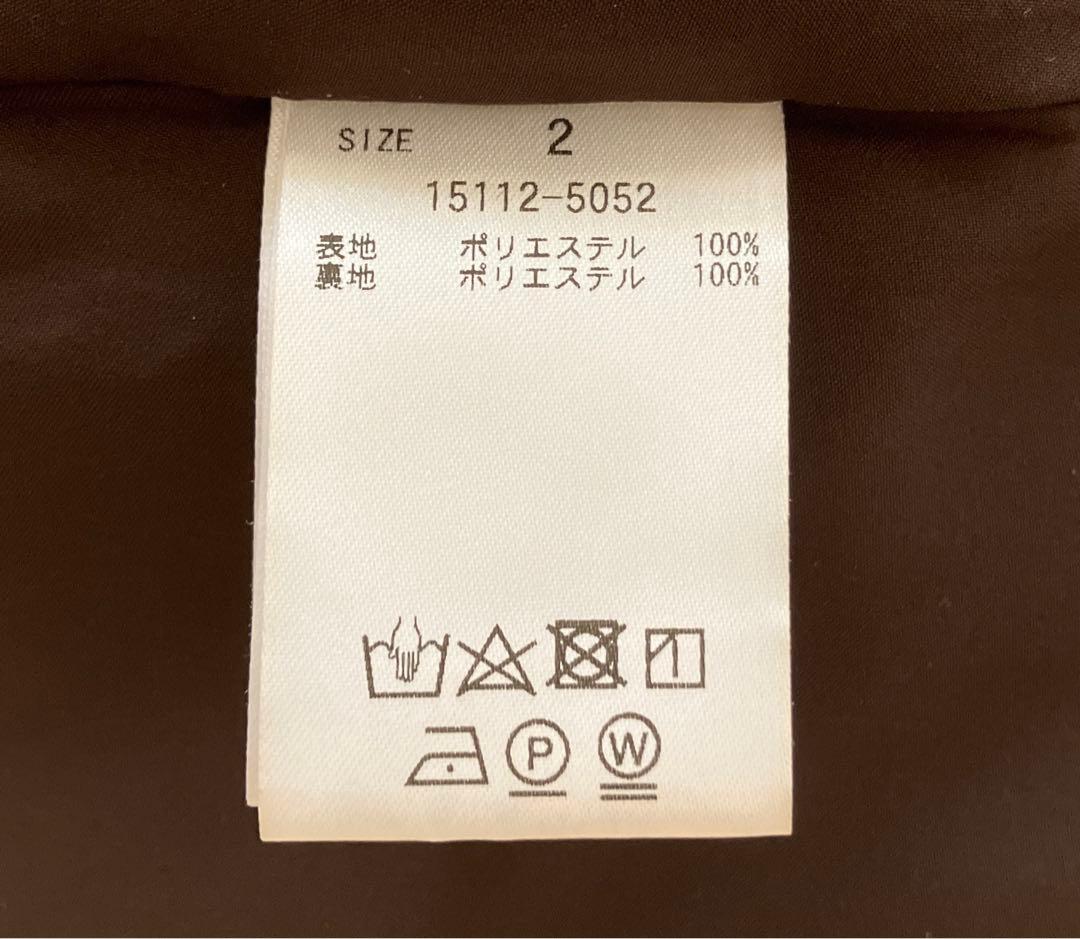 SIZE 2
15112-5052
表地 ポリエステル 100%
裏地 ポリエステル 100%
P W